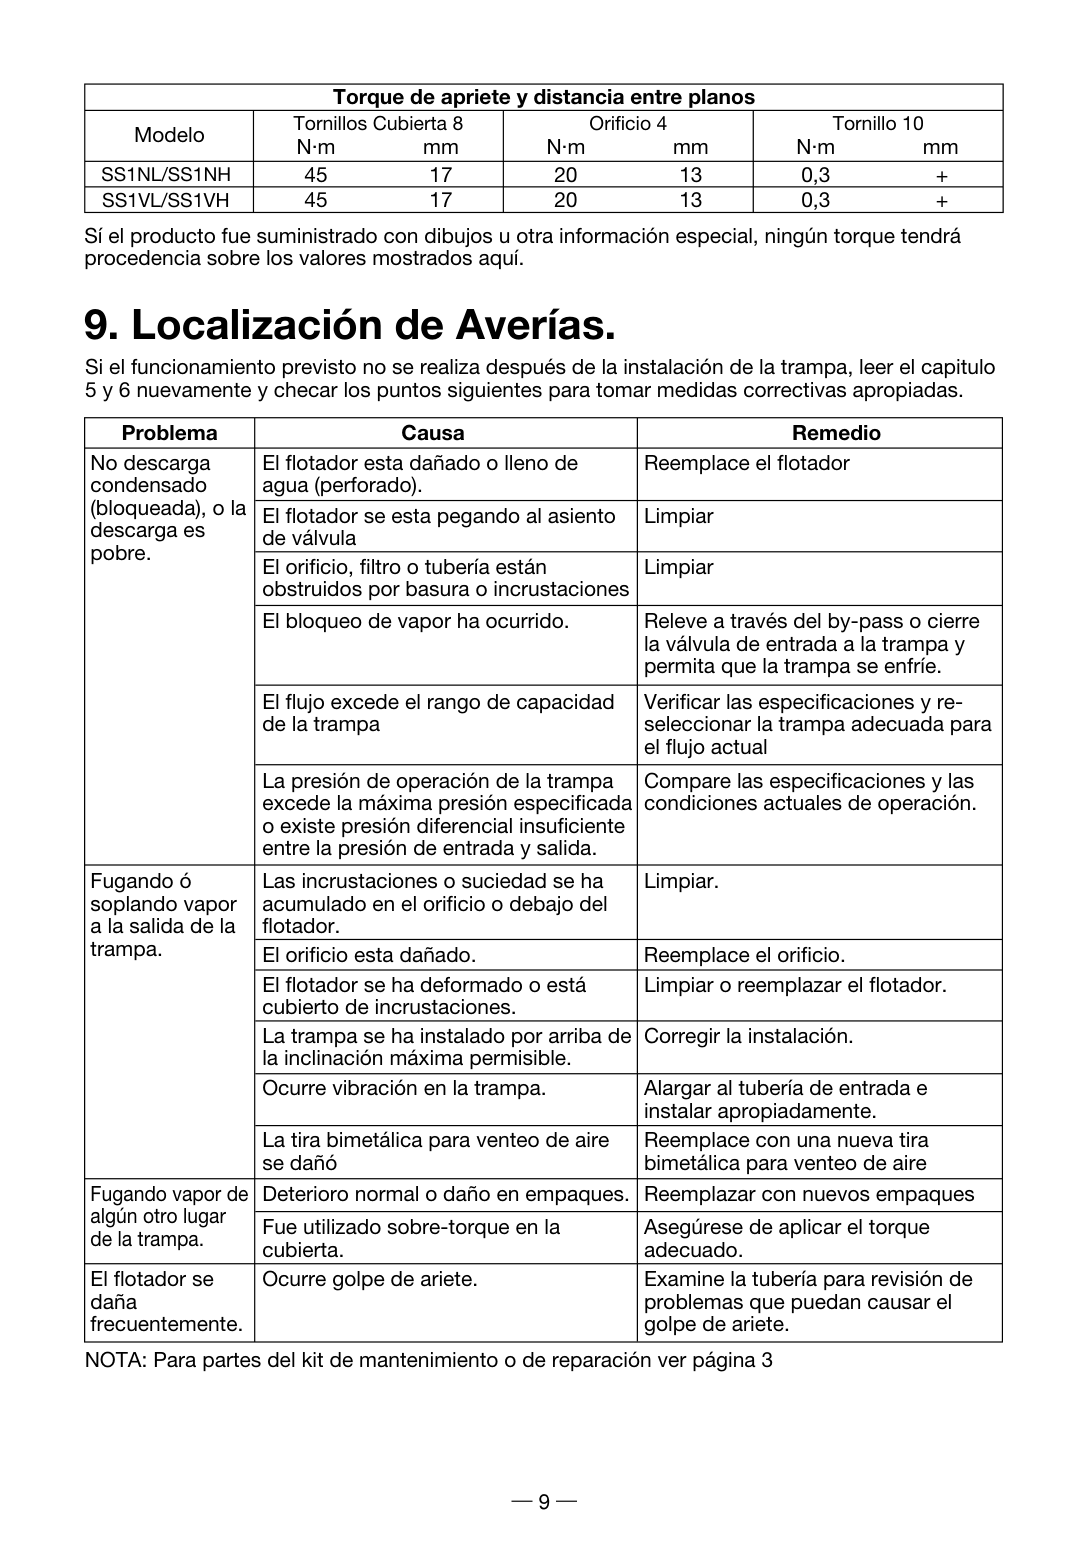 Torque de apriete y distancia entre planos
Modelo
Tornillos Cubierta 8
Orificio 4
Tornillo 10
N·m mm N·m mm N·m mm
SS1NL/SS1NH 45 17 20 13 0,3 +
SS1VL/SS1VH 45 17 20 13 0,3 +
Sí el producto fue suministrado con dibujos u otra información especial, ningún torque tendrá
procedencia sobre los valores mostrados aquí.
9. Localización de Averías.
Si el funcionamiento previsto no se realiza después de la instalación de la trampa, leer el capitulo
5 y 6 nuevamente y checar los puntos siguientes para tomar medidas correctivas apropiadas.
Problema Causa Remedio
No descarga
condensado
(bloqueada), o la
descarga es
pobre.
El flotador esta dañado o lleno de
agua (perforado).
Reemplace el flotador
El flotador se esta pegando al asiento
de válvula
Limpiar
El orificio, filtro o tubería están
obstruidos por basura o incrustaciones
Limpiar
El bloqueo de vapor ha ocurrido.
Releve a través del by-pass o cierre
la válvula de entrada a la trampa y
permita que la trampa se enfríe.
El flujo excede el rango de capacidad
de la trampa
Verificar las especificaciones y re-
seleccionar la trampa adecuada para
el flujo actual
La presión de operación de la trampa
excede la máxima presión especificada
o existe presión diferencial insuficiente
entre la presión de entrada y salida.
Compare las especificaciones y las
condiciones actuales de operación.
Fugando ó
soplando vapor
a la salida de la
trampa.
Las incrustaciones o suciedad se ha
acumulado en el orificio o debajo del
flotador.
Limpiar.
El orificio esta dañado.
Reemplace el orificio.
El flotador se ha deformado o está
cubierto de incrustaciones.
Limpiar o reemplazar el flotador.
La trampa se ha instalado por arriba de
la inclinación máxima permisible.
Corregir la instalación.
Ocurre vibración en la trampa.
Alargar al tubería de entrada e
instalar apropiadamente.
La tira bimetálica para venteo de aire
se dañó
Reemplace con una nueva tira
bimetálica para venteo de aire
Fugando vapor de
algún otro lugar
de la trampa.
Deterioro normal o daño en empaques.
Reemplazar con nuevos empaques
Fue utilizado sobre-torque en la
cubierta.
Asegúrese de aplicar el torque
adecuado.
El flotador se
daña
frecuentemente.
Ocurre golpe de ariete.
Examine la tubería para revisión de
problemas que puedan causar el
golpe de ariete.
NOTA: Para partes del kit de mantenimiento o de reparación ver página 3
— 9 —